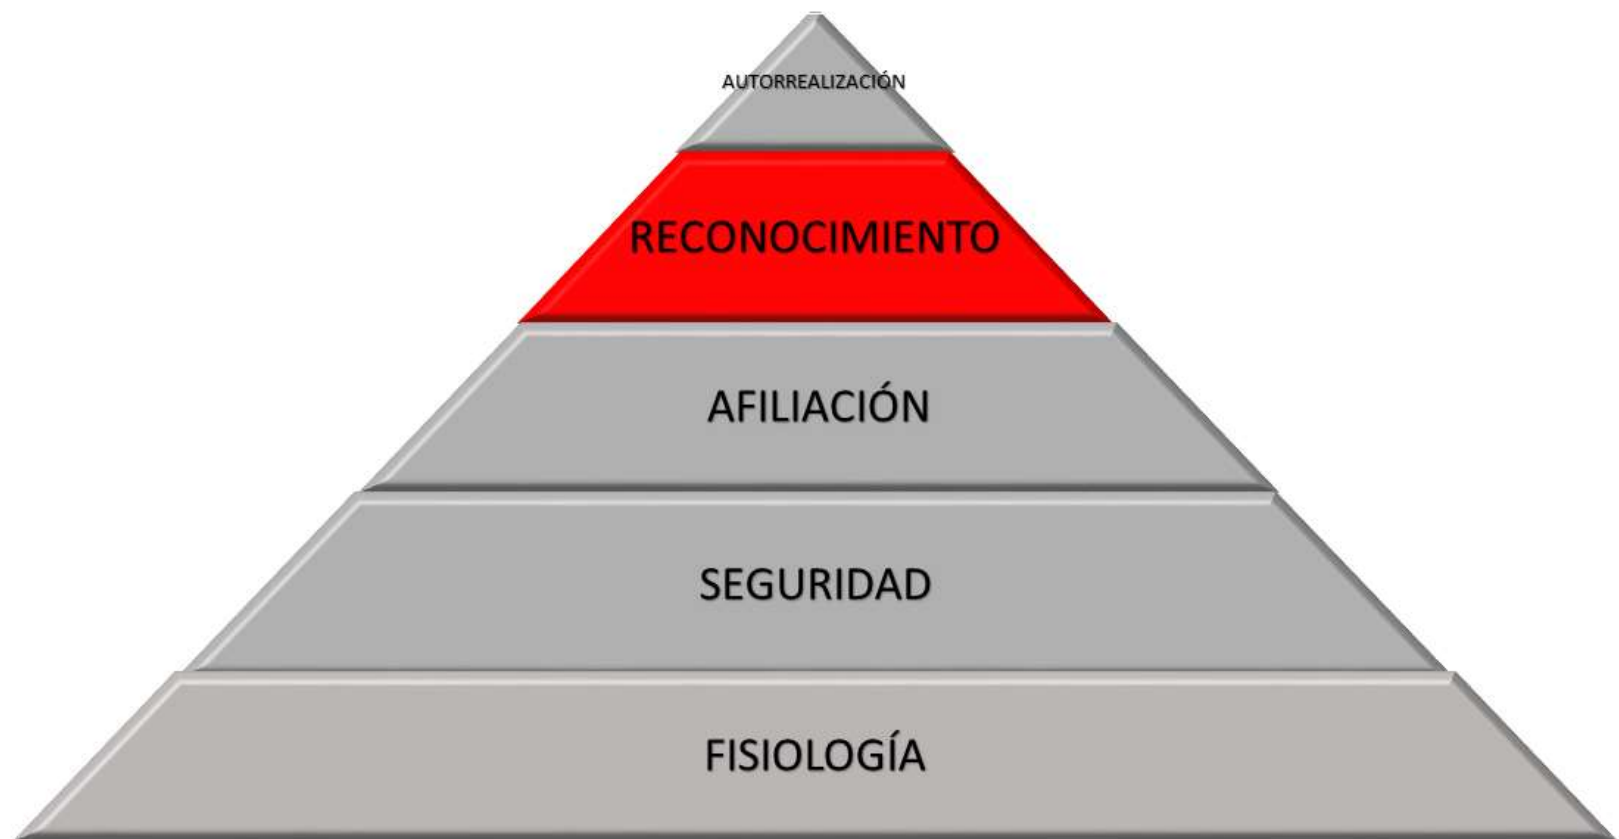 AUTORREALIZACIÓN
RECONOCIMIENTO
AFILIACIÓN
SEGURIDAD
FISIOLOGÍA